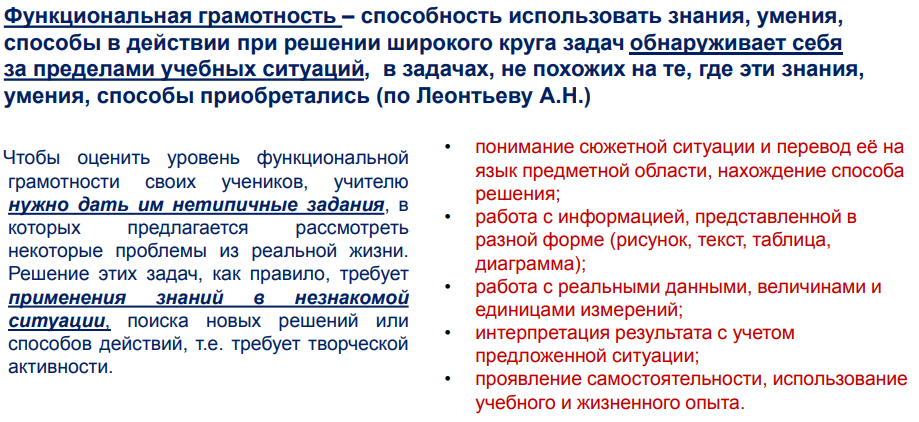 Функциональная грамотность – способность использовать знания, умения,
способы в действии при решении широкого круга задач обнаруживает себя
за пределами учебных ситуаций, в задачах, не похожих на те, где эти знания,
умения, способы приобретались (по Леонтьеву А.Н.)
Чтобы оценить уровень функциональной
грамотности своих учеников, учителю
нужно дать им нетипичные задания, в
которых предлагается рассмотреть
некоторые проблемы из реальной жизни.
Решение этих задач, как правило, требует
применения знаний в незнакомой
ситуации, поиска новых решений или
способов действий, т.е. требует творческой
активности.
• понимание сюжетной ситуации и перевод её на
язык предметной области, нахождение способа
решения;
• работа с информацией, представленной в
разной форме (рисунок, текст, таблица,
диаграмма);
• работа с реальными данными, величинами и
единицами измерений;
• интерпретация результата с учетом
предложенной ситуации;
• проявление самостоятельности, использование
учебного и жизненного опыта.